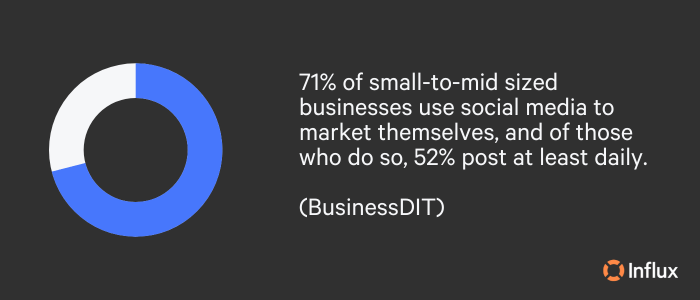 71% of small-to-mid sized
businesses use social media to
market themselves, and of those
who do so, 52% post at least daily.
(BusinessDIT)
Influx